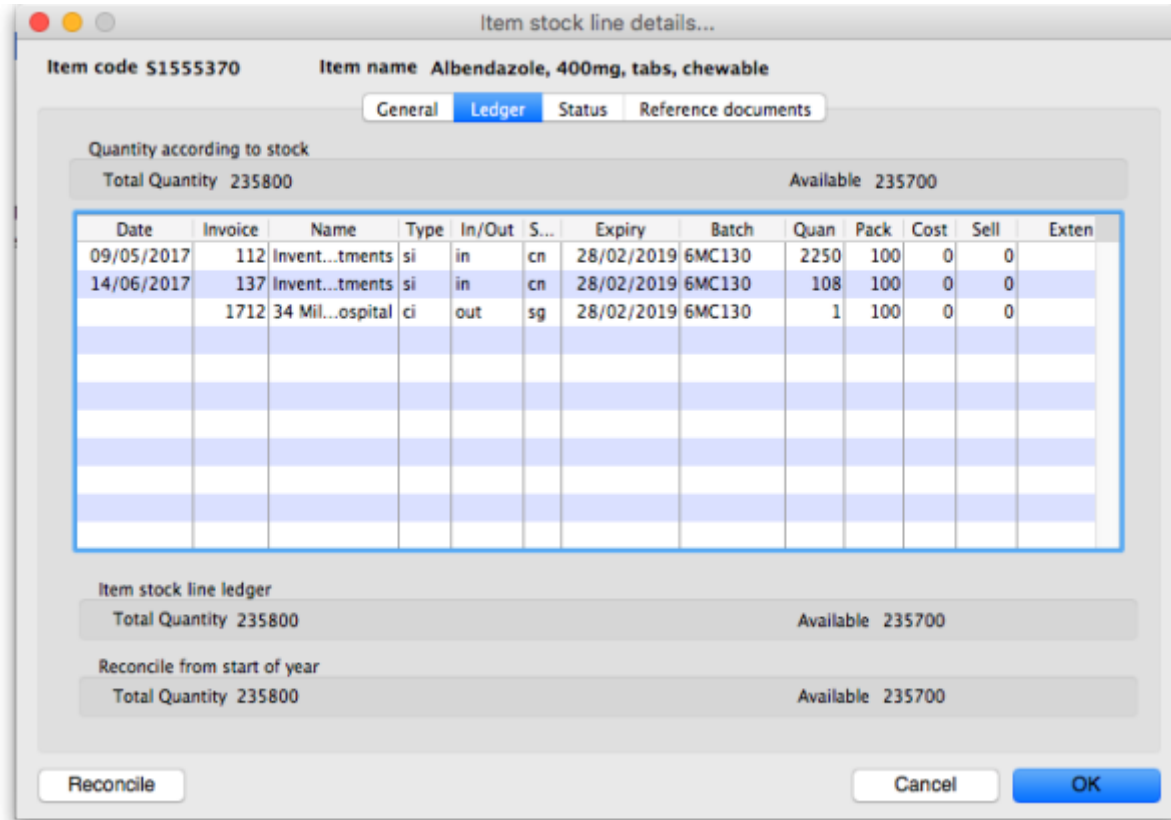 Item stock line details...
Item code S1555370 Item name Albendazole, 400mg, tabs, chewable
General Ledger Status Reference documents
Quantity according to stock
Total Quantity 235800 Available 235700
Date Invoice Name Type In/Out S... Expiry Batch Quan Pack Cost Sell Exten
09/05/2017 112 Invent...tments si in cn 28/02/2019 6MC130 2250 100 0 0
14/06/2017 137 Invent...tments si in cn 28/02/2019 6MC130 108 100 0 0
1712 34 Mil...ospital ci out sg 28/02/2019 6MC130 1 100 0 0
Item stock line ledger
Total Quantity 235800 Available 235700
Reconcile from start of year
Total Quantity 235800 Available 235700
Reconcile Cancel OK